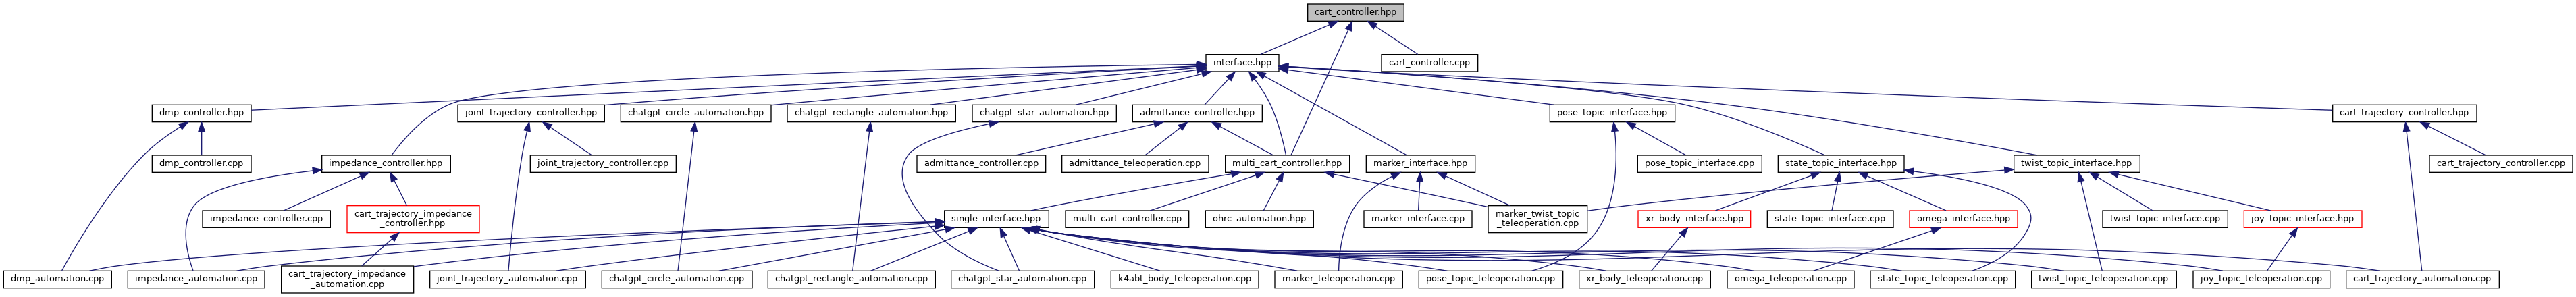 cart_controller.hpp
interface.hpp
cart_controller.cpp
dmp_controller.hpp
joint_trajectory_controller.hpp
chatgpt_circle_automation.hpp
chatgpt_rectangle_automation.hpp
chatgpt_star_automation.hpp
admittance_controller.hpp
pose_topic_interface.hpp
cart_trajectory_controller.hpp
dmp_controller.cpp
impedance_controller.hpp
joint_trajectory_controller.cpp
admittance_controller.cpp
admittance_teleoperation.cpp
multi_cart_controller.hpp
marker_interface.hpp
pose_topic_interface.cpp
state_topic_interface.hpp
twist_topic_interface.hpp
cart_trajectory_controller.cpp
impedance_controller.cpp
cart_trajectory_impedance
_controller.hpp
single_interface.hpp
multi_cart_controller.cpp
ohrc_automation.hpp
marker_interface.cpp
marker_twist_topic
_teleoperation.cpp
xr_body_interface.hpp
state_topic_interface.cpp
omega_interface.hpp
twist_topic_interface.cpp
joy_topic_interface.hpp
dmp_automation.cpp
impedance_automation.cpp
cart_trajectory_impedance
_automation.cpp
joint_trajectory_automation.cpp
chatgpt_circle_automation.cpp
chatgpt_rectangle_automation.cpp
chatgpt_star_automation.cpp
k4abt_body_teleoperation.cpp
marker_teleoperation.cpp
pose_topic_teleoperation.cpp
xr_body_teleoperation.cpp
omega_teleoperation.cpp
state_topic_teleoperation.cpp
twist_topic_teleoperation.cpp
joy_topic_teleoperation.cpp
cart_trajectory_automation.cpp